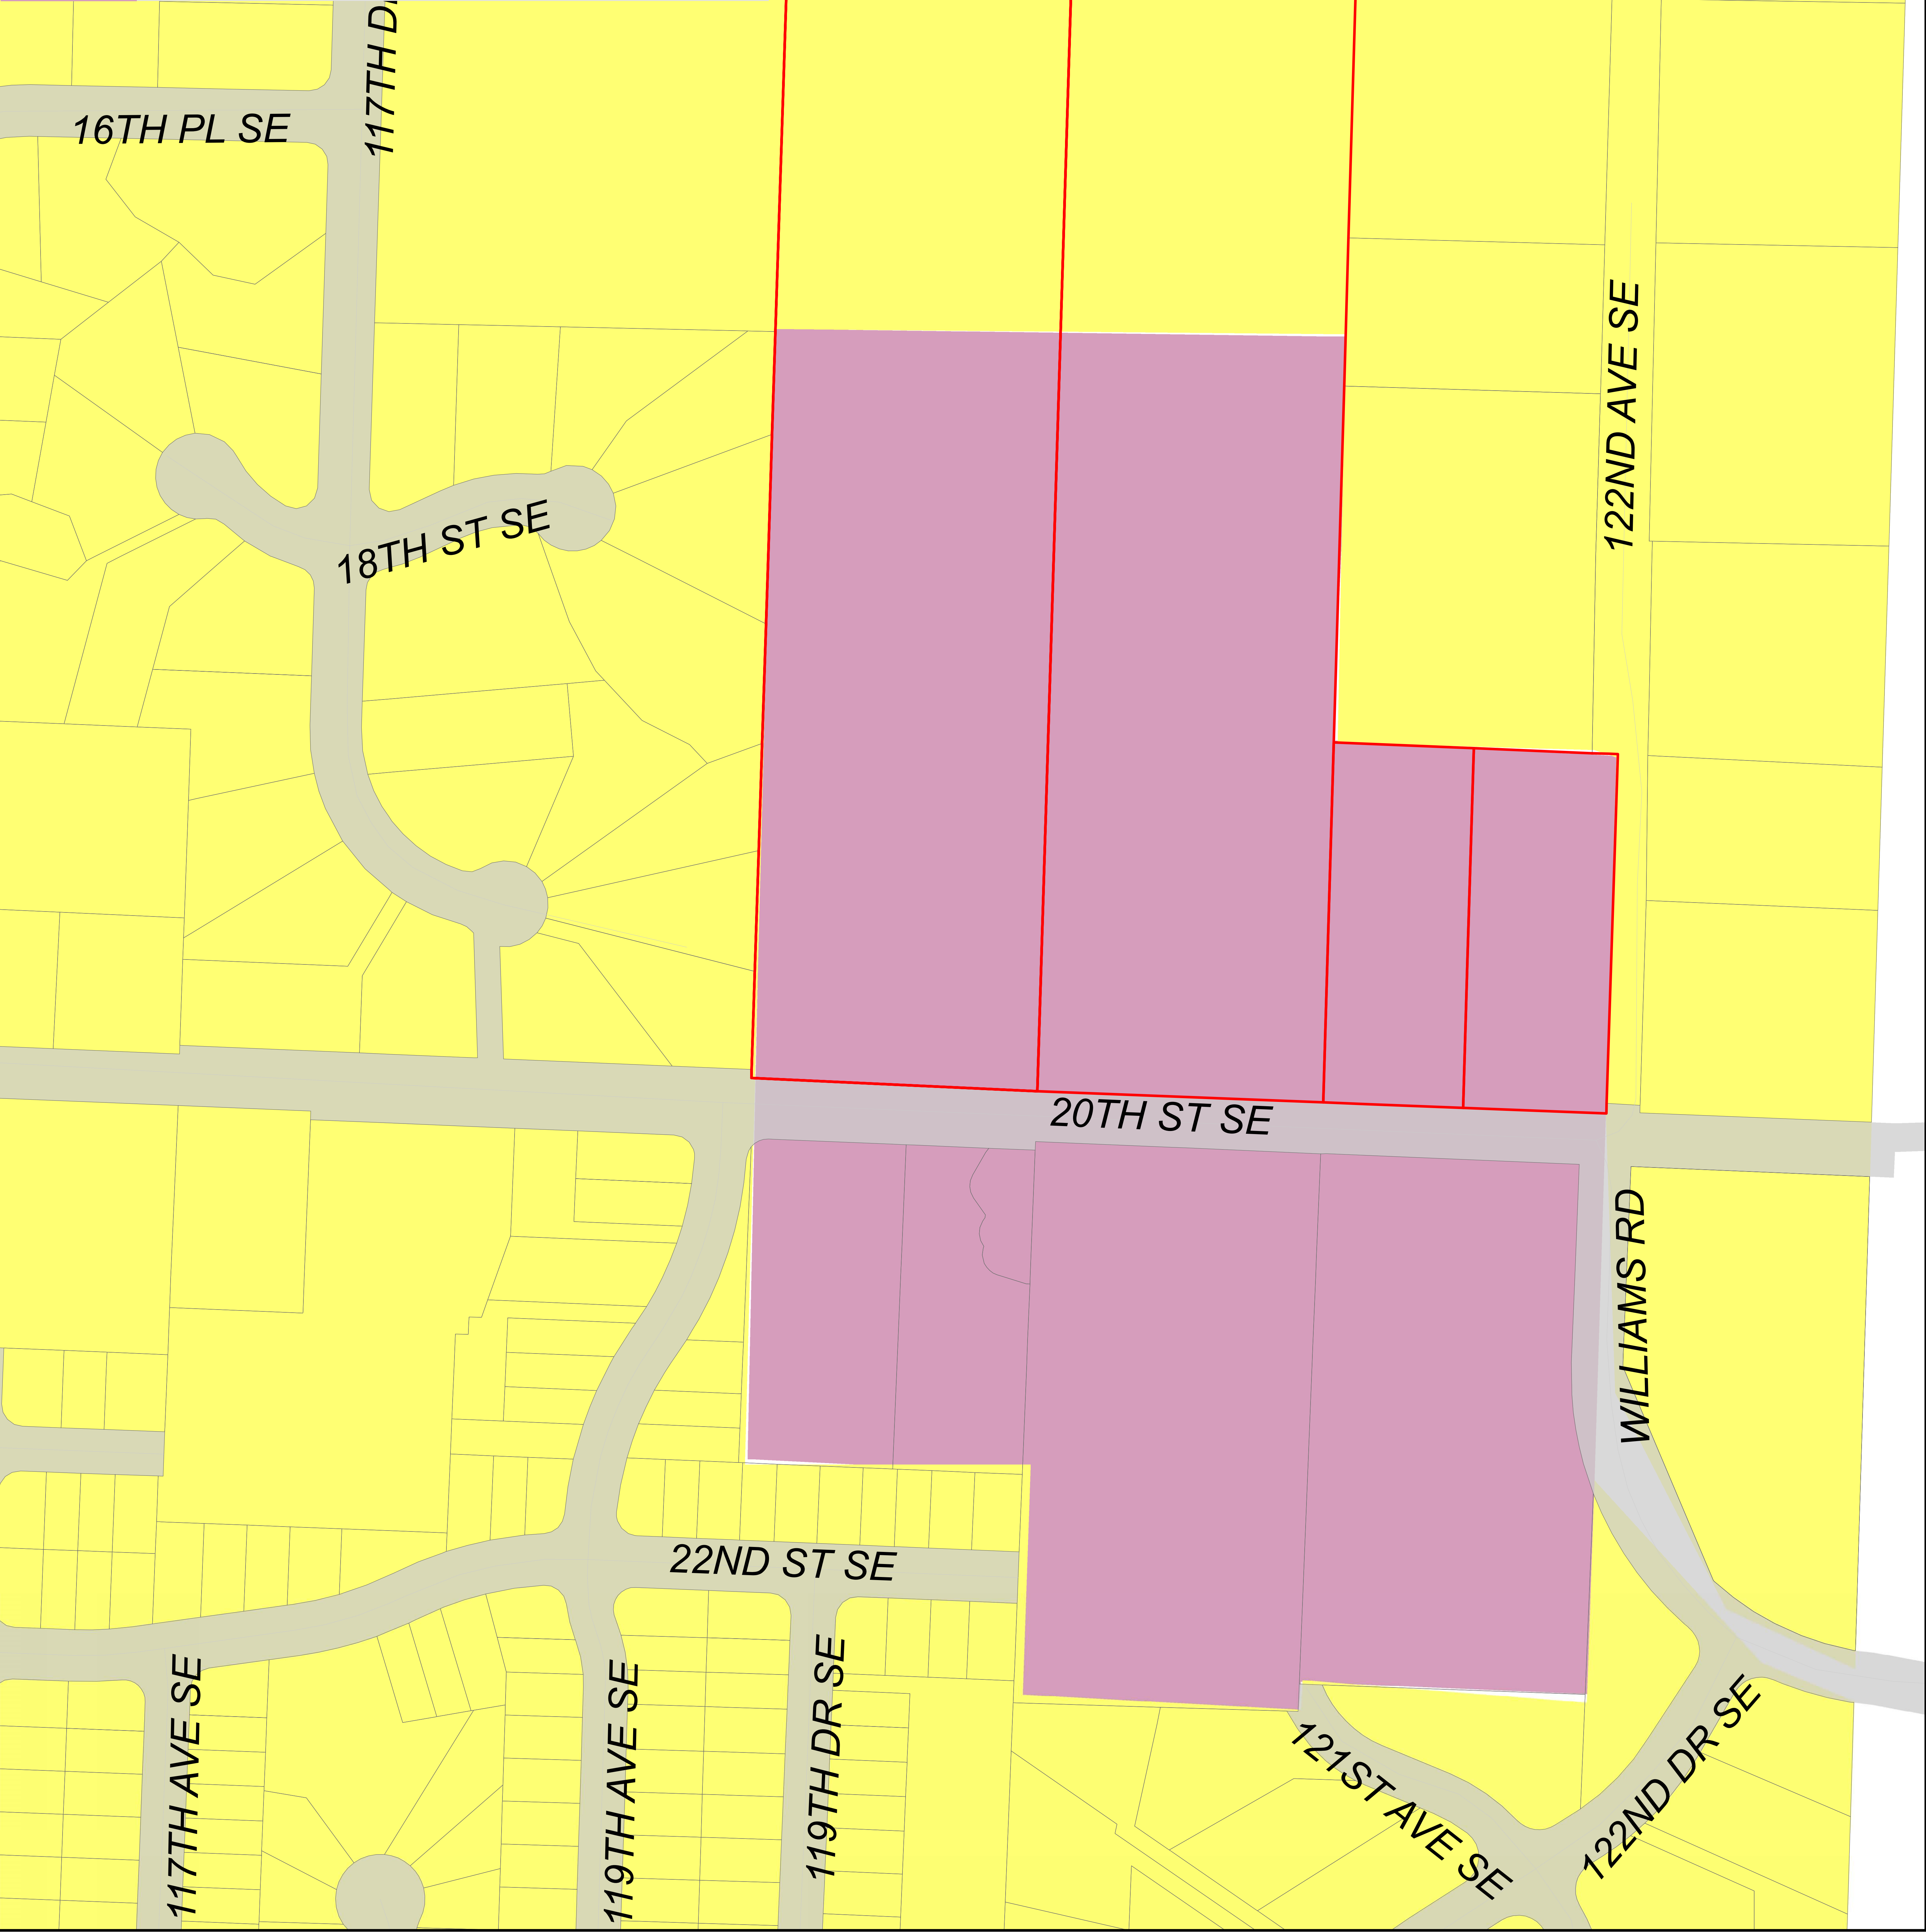 117TH D
16TH PL SE
122ND AVE SE
18TH ST SE
20TH ST SE
WILLIAMS RD
22ND ST SE
117TH AVE SE
119TH AVE SE
119TH DR SE
121ST AVE SE
122ND DR SE